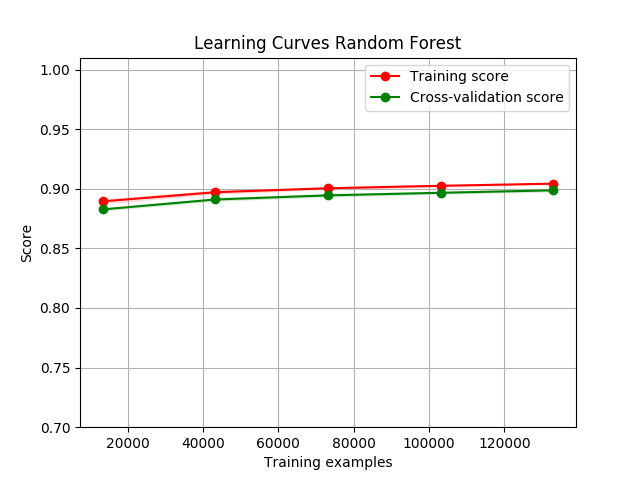 Learning Curves Random Forest
Training score
Cross-validation score
1.00
0.95
0.90
0.85
0.80
0.75
0.70
Score
20000
40000
60000
80000
100000
120000
Training examples